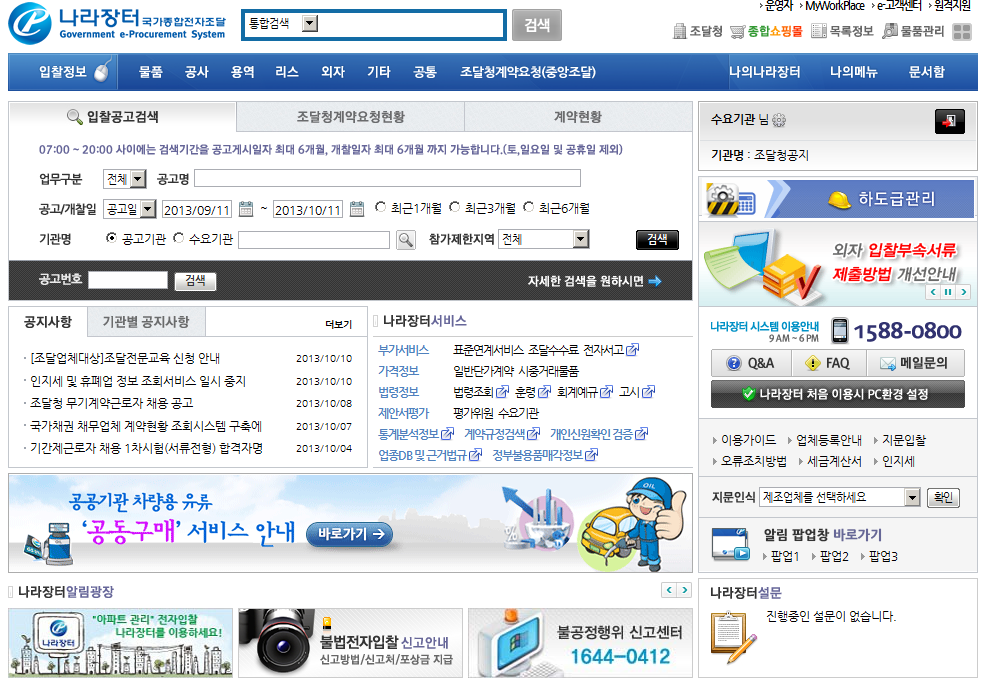 운영자 MyWorkPlace e-고객센터 원격지원
나라장터 국가종합전자조달
Government e-Procurement System
통합검색
검색
조달청 종합쇼핑몰 목록정보 물품관리
입찰정보 물품 공사 용역 리스 외자 기타 공통 조달청계약요청(중앙조달) 나의나라장터 나의메뉴 문서함
입찰공고검색 조달청계약요청현황 계약현황
07:00 ~ 20:00 사이에는 검색기간을 공고게시일자 최대 6개월, 개찰일자 최대 6개월 까지 가능합니다.(토,일요일 및 공휴일 제외)
업무구분 전체 공고명
공고/개찰일 공고일 2013/09/11 ~ 2013/10/11 최근1개월 최근3개월 최근6개월
기관명 공고기관 수요기관 참가제한지역 전체 검색
공고번호 검색 자세한 검색을 원하시면
수요기관 님
기관명 : 조달청공지
하도급관리
외자 입찰부속서류
제출방법 개선안내
공지사항 기관별 공지사항 더보기
· [조달업체대상]조달전문교육 신청 안내 2013/10/10
· 인지세 및 휴폐업 정보 조회서비스 일시 중지 2013/10/10
· 조달청 무기계약근로자 채용 공고 2013/10/08
· 국가채권 채무업체 계약현황 조회시스템 구축에 2013/10/07
· 기간제근로자 채용 1차시험(서류전형) 합격자명 2013/10/04
나라장터서비스
부가서비스 표준연계서비스 조달수수료 전자서고
가격정보 일반단가계약 시중거래물품
법령정보 법령조회 훈령 회계예규 고시
제안서평가 평가위원 수요기관
통계분석정보 계약규정검색 개인신원확인 검증
업종DB 및 근거법규 정부불용품매각정보
나라장터 시스템 이용안내
9 AM ~ 6 PM
1588-0800
Q&A FAQ 메일문의
나라장터 처음 이용시 PC환경 설정
이용가이드 업체등록안내 지문입찰
오류조치방법 세금계산서 인지세
지문인식 제조업체를 선택하세요 확인
알림 팝업창 바로가기
팝업1 팝업2 팝업3
공공기관 차량용 유류
'공동구매' 서비스 안내 바로가기
OIL
나라장터알림광장
"아파트 관리" 전자입찰
나라장터를 이용하세요!
나라장터
불법전자입찰 신고안내
신고방법/신고처/포상금 지급
불공정행위 신고센터
1644-0412
나라장터설문
진행중인 설문이 없습니다.